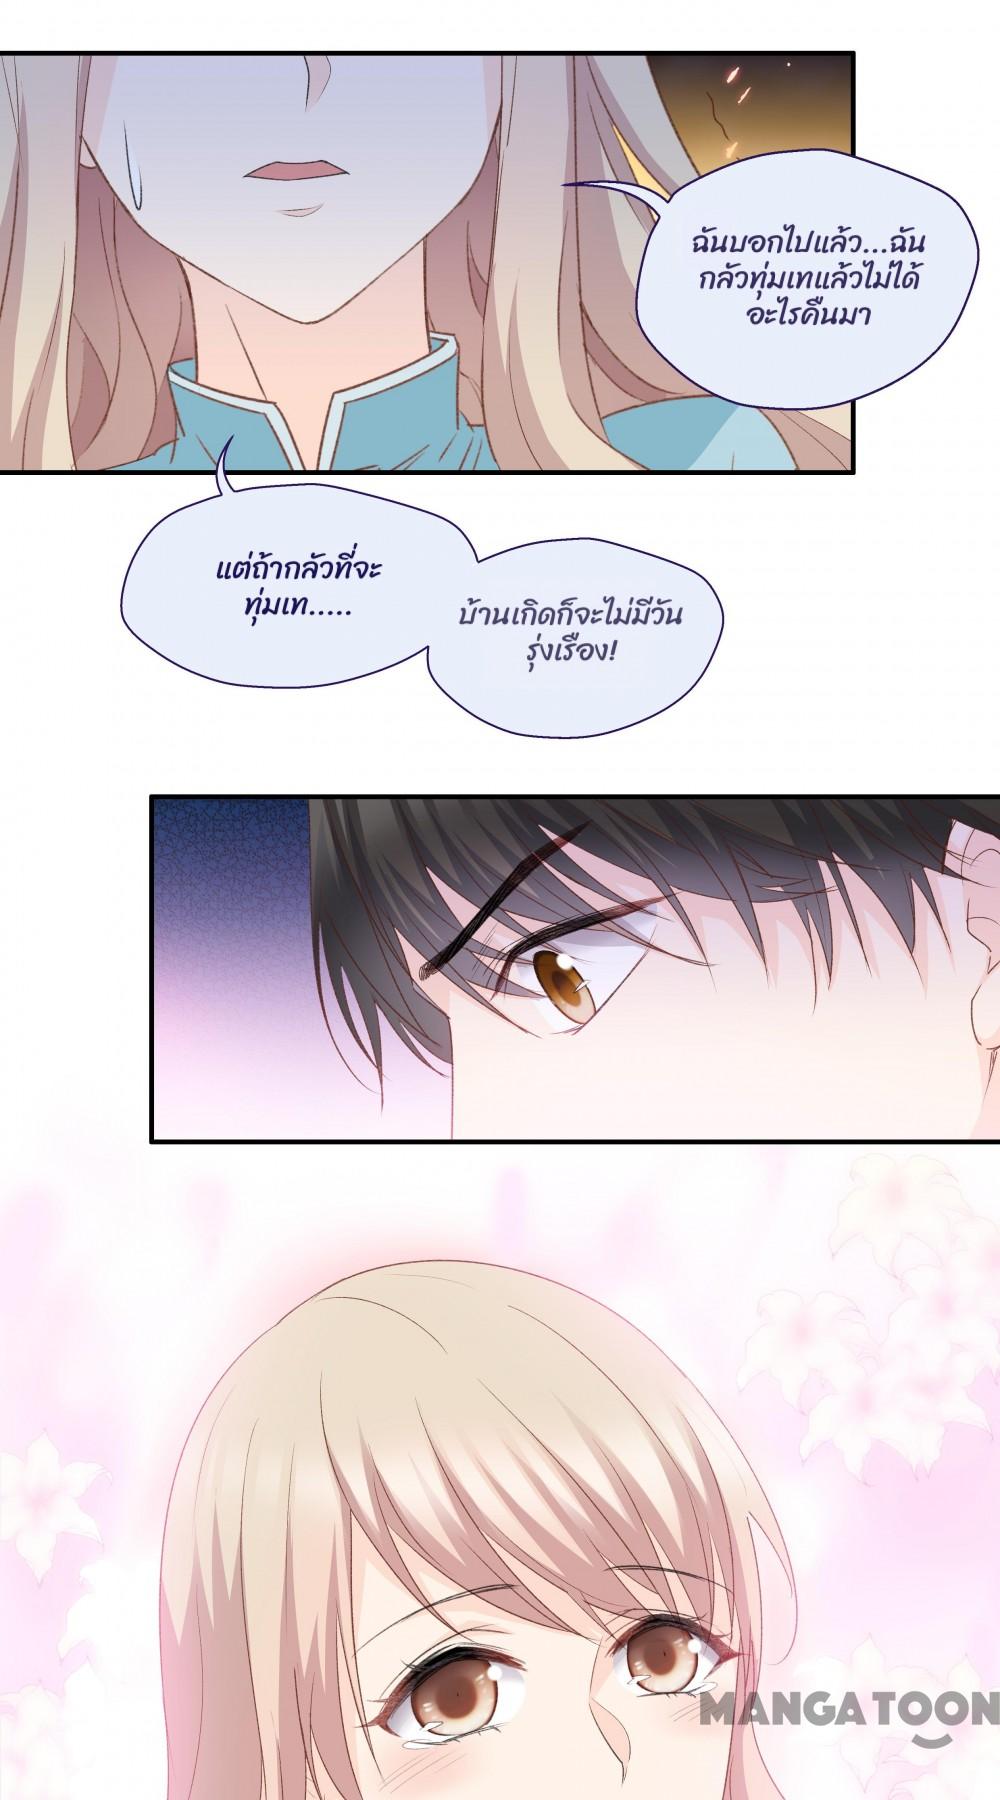 ฉันบอกไปแล้ว...ฉัน
กลัวทุ่มเทแล้วไม่ได้
อะไรคืนมา
แต่ถ้ากลัวที่จะ
ทุ่มเท.....
บ้านเกิดก็จะไม่มีวัน
รุ่งเรือง!
MANGATOON